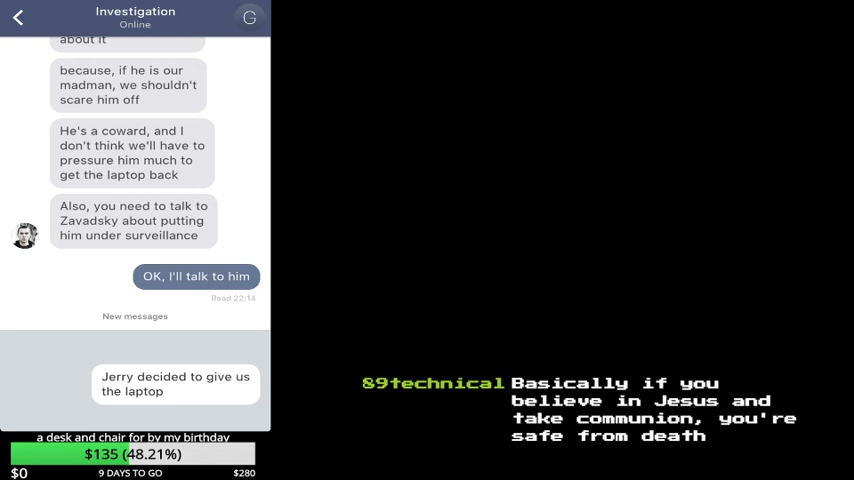 Investigation
Online
G
about it
because, if he is our
madman, we shouldn't
scare him off
He's a coward, and I
don't think we'll have to
pressure him much to
get the laptop back
Also, you need to talk to
Zavadsky about putting
him under surveillance
OK, I'll talk to him
Read 22:14
New messages
Jerry decided to give us
the laptop
a desk and chair for by my birthday
$135 (48.21%)
$0
9 DAYS TO GO
$280
89technical Basically if you
believe in Jesus and
take communion, you're
safe from death